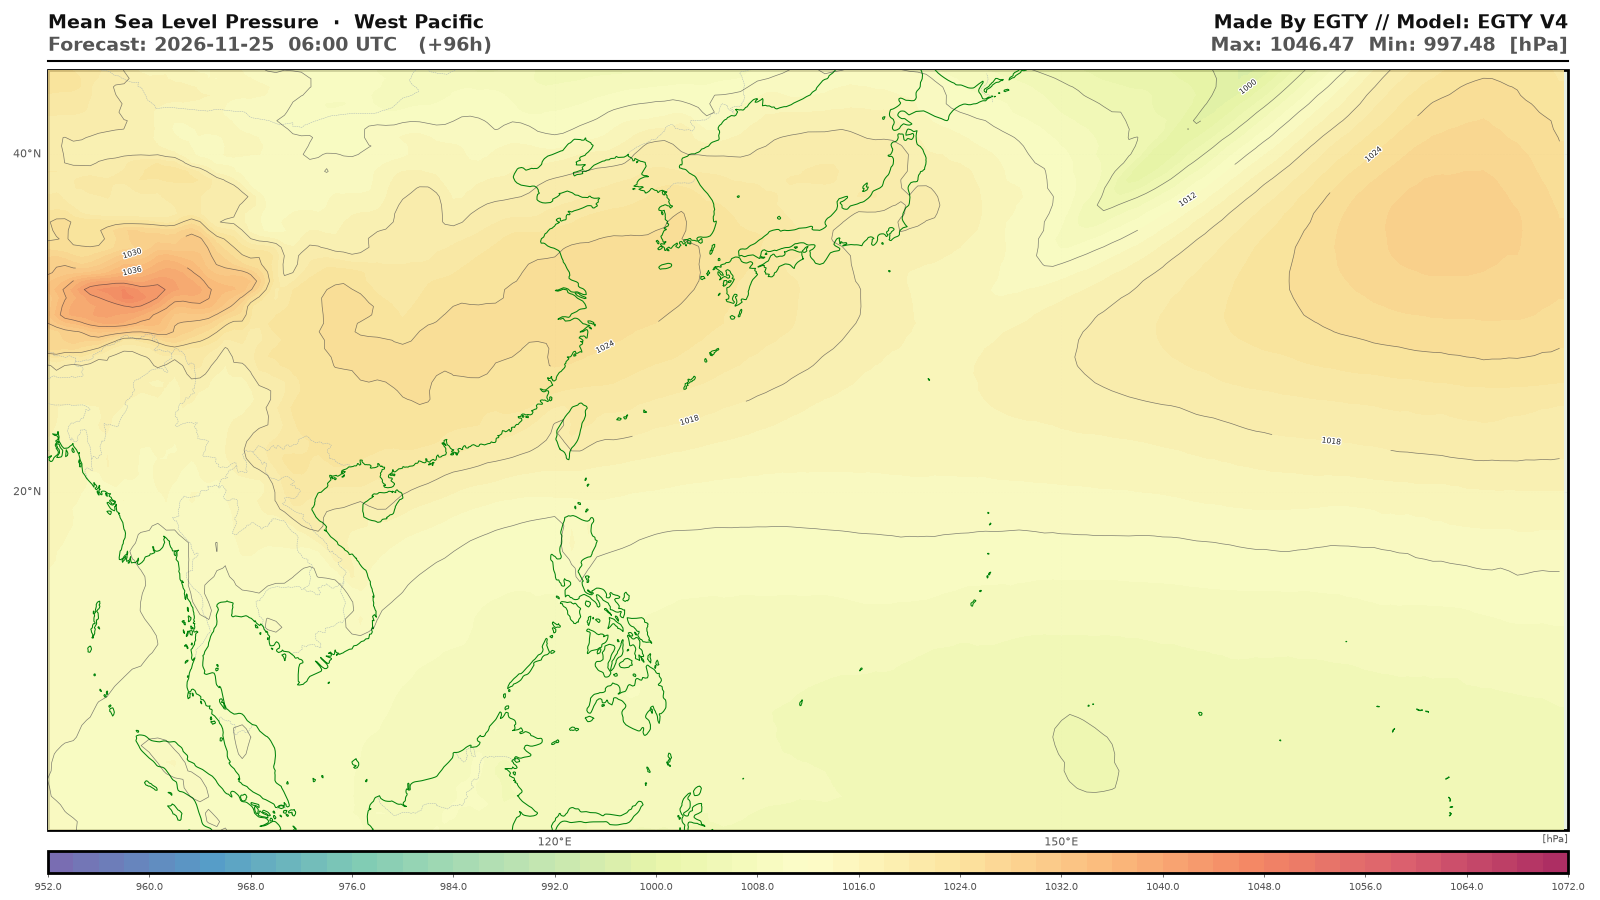 Mean Sea Level Pressure · West Pacific
Made By EGTY // Model: EGTY V4
Forecast: 2026-11-25 06:00 UTC (+96h)
Max: 1046.47 Min: 997.48 [hPa]
1000
40°N
1024
1012
1030
1036
1024
1018
1018
20°N
120°E
150°E
[hPa]
952.0 960.0 968.0 976.0 984.0 992.0 1000.0 1008.0 1016.0 1024.0 1032.0 1040.0 1048.0 1056.0 1064.0 1072.0